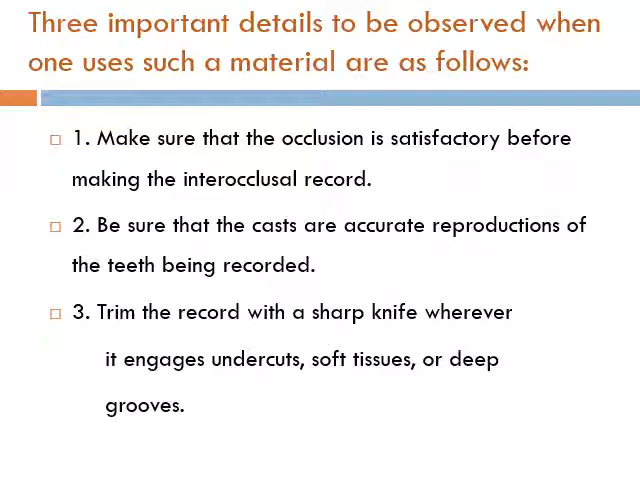 Three important details to be observed when
one uses such a material are as follows:
1. Make sure that the occlusion is satisfactory before
making the interocclusal record.
2. Be sure that the casts are accurate reproductions of
the teeth being recorded.
3. Trim the record with a sharp knife wherever
it engages undercuts, soft tissues, or deep
grooves.